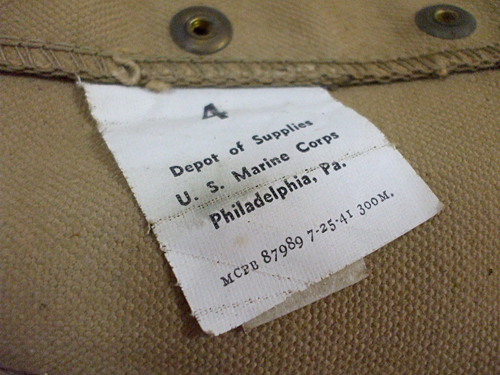 4
Depot of Supplies
U. S. Marine Corps
Philadelphia, Pa.
MCPB 87989 7-25-41 300M.